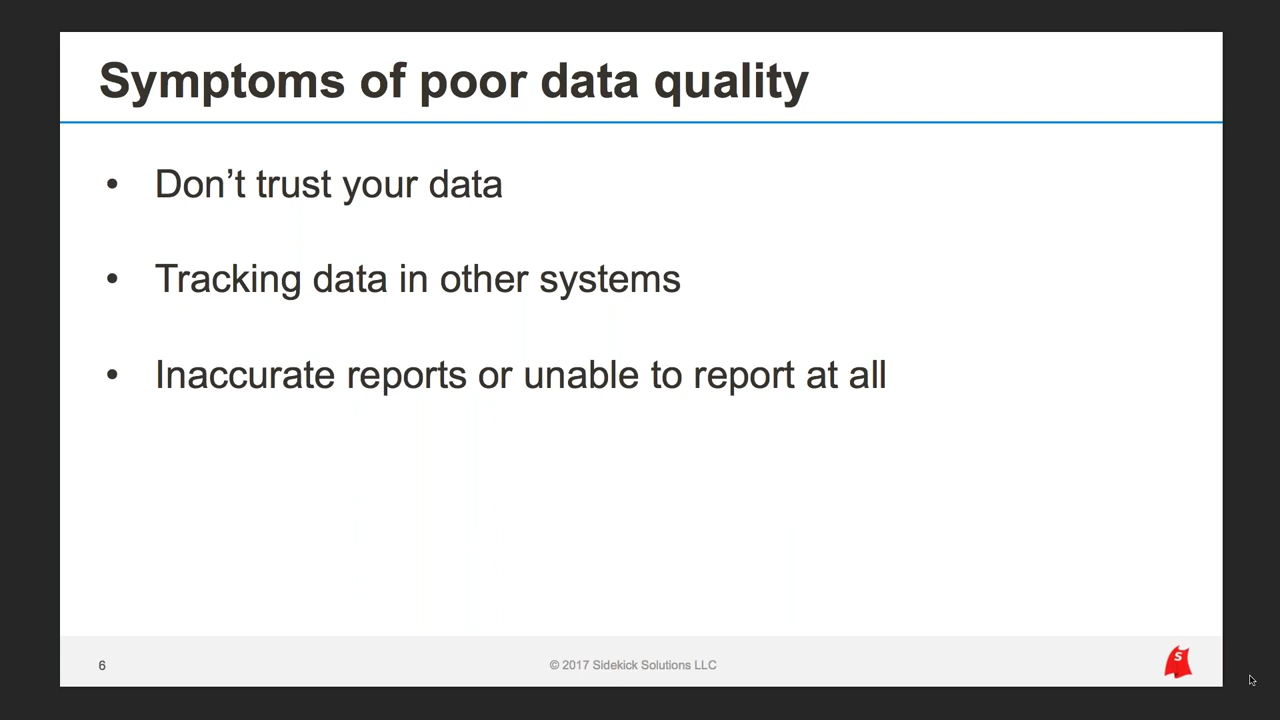 Symptoms of poor data quality
• Don’t trust your data
• Tracking data in other systems
• Inaccurate reports or unable to report at all
6
© 2017 Sidekick Solutions LLC
S